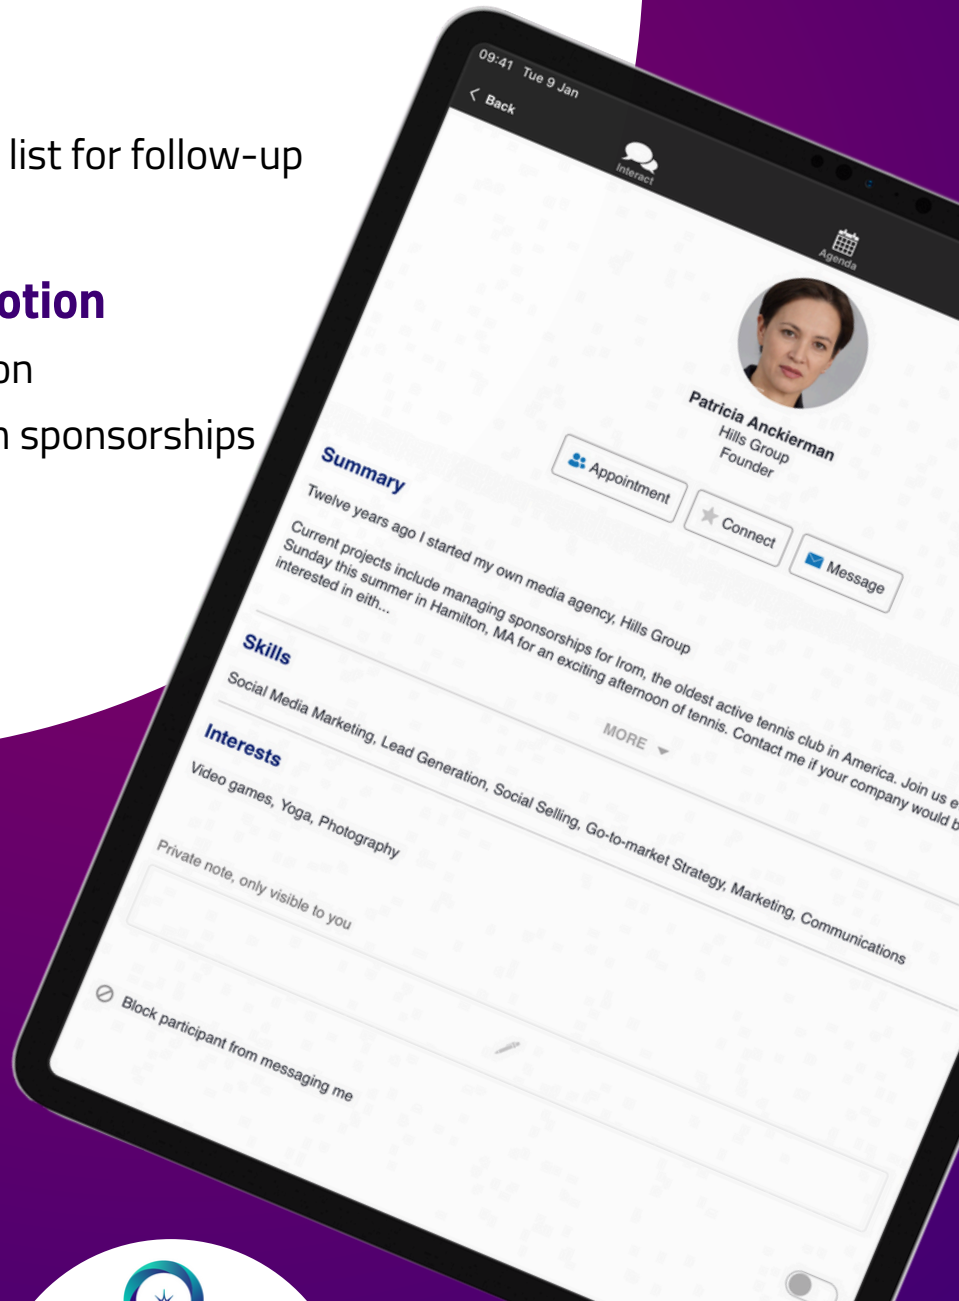 list for follow-up
otion
on
n sponsorships
09:41 Tue 9 Jan
Back
Interact
Agenda
Patricia Anckierman
Hills Group
Founder
Appointment
Connect
Message
Summary
Twelve years ago I started my own media agency, Hills Group
Current projects include managing sponsorships for Irom, the oldest active tennis club in America. Join us e
Sunday this summer in Hamilton, MA for an exciting afternoon of tennis. Contact me if your company would b
interested in eith...
MORE
Skills
Social Media Marketing, Lead Generation, Social Selling, Go-to-market Strategy, Marketing, Communications
Interests
Video games, Yoga, Photography
Private note, only visible to you
Block participant from messaging me